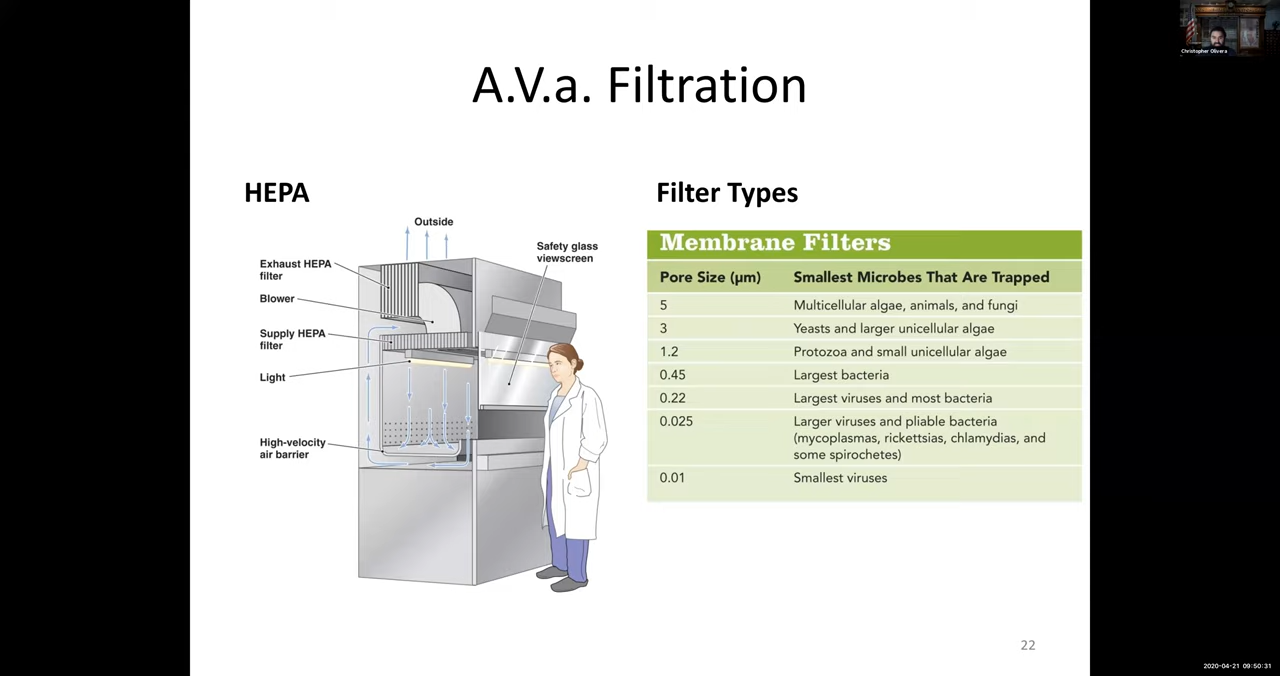 Christopher Olivera
A.V.a. Filtration
HEPA
Outside
Safety glass
viewscreen
Exhaust HEPA
filter
Blower
Supply HEPA
filter
Light
High-velocity
air barrier
Filter Types
Membrane Filters
Pore Size (µm) Smallest Microbes That Are Trapped
5 Multicellular algae, animals, and fungi
3 Yeasts and larger unicellular algae
1.2 Protozoa and small unicellular algae
0.45 Largest bacteria
0.22 Largest viruses and most bacteria
0.025 Larger viruses and pliable bacteria
(mycoplasmas, rickettsias, chlamydias, and
some spirochetes)
0.01 Smallest viruses
22
2020-04-21 09:50:31